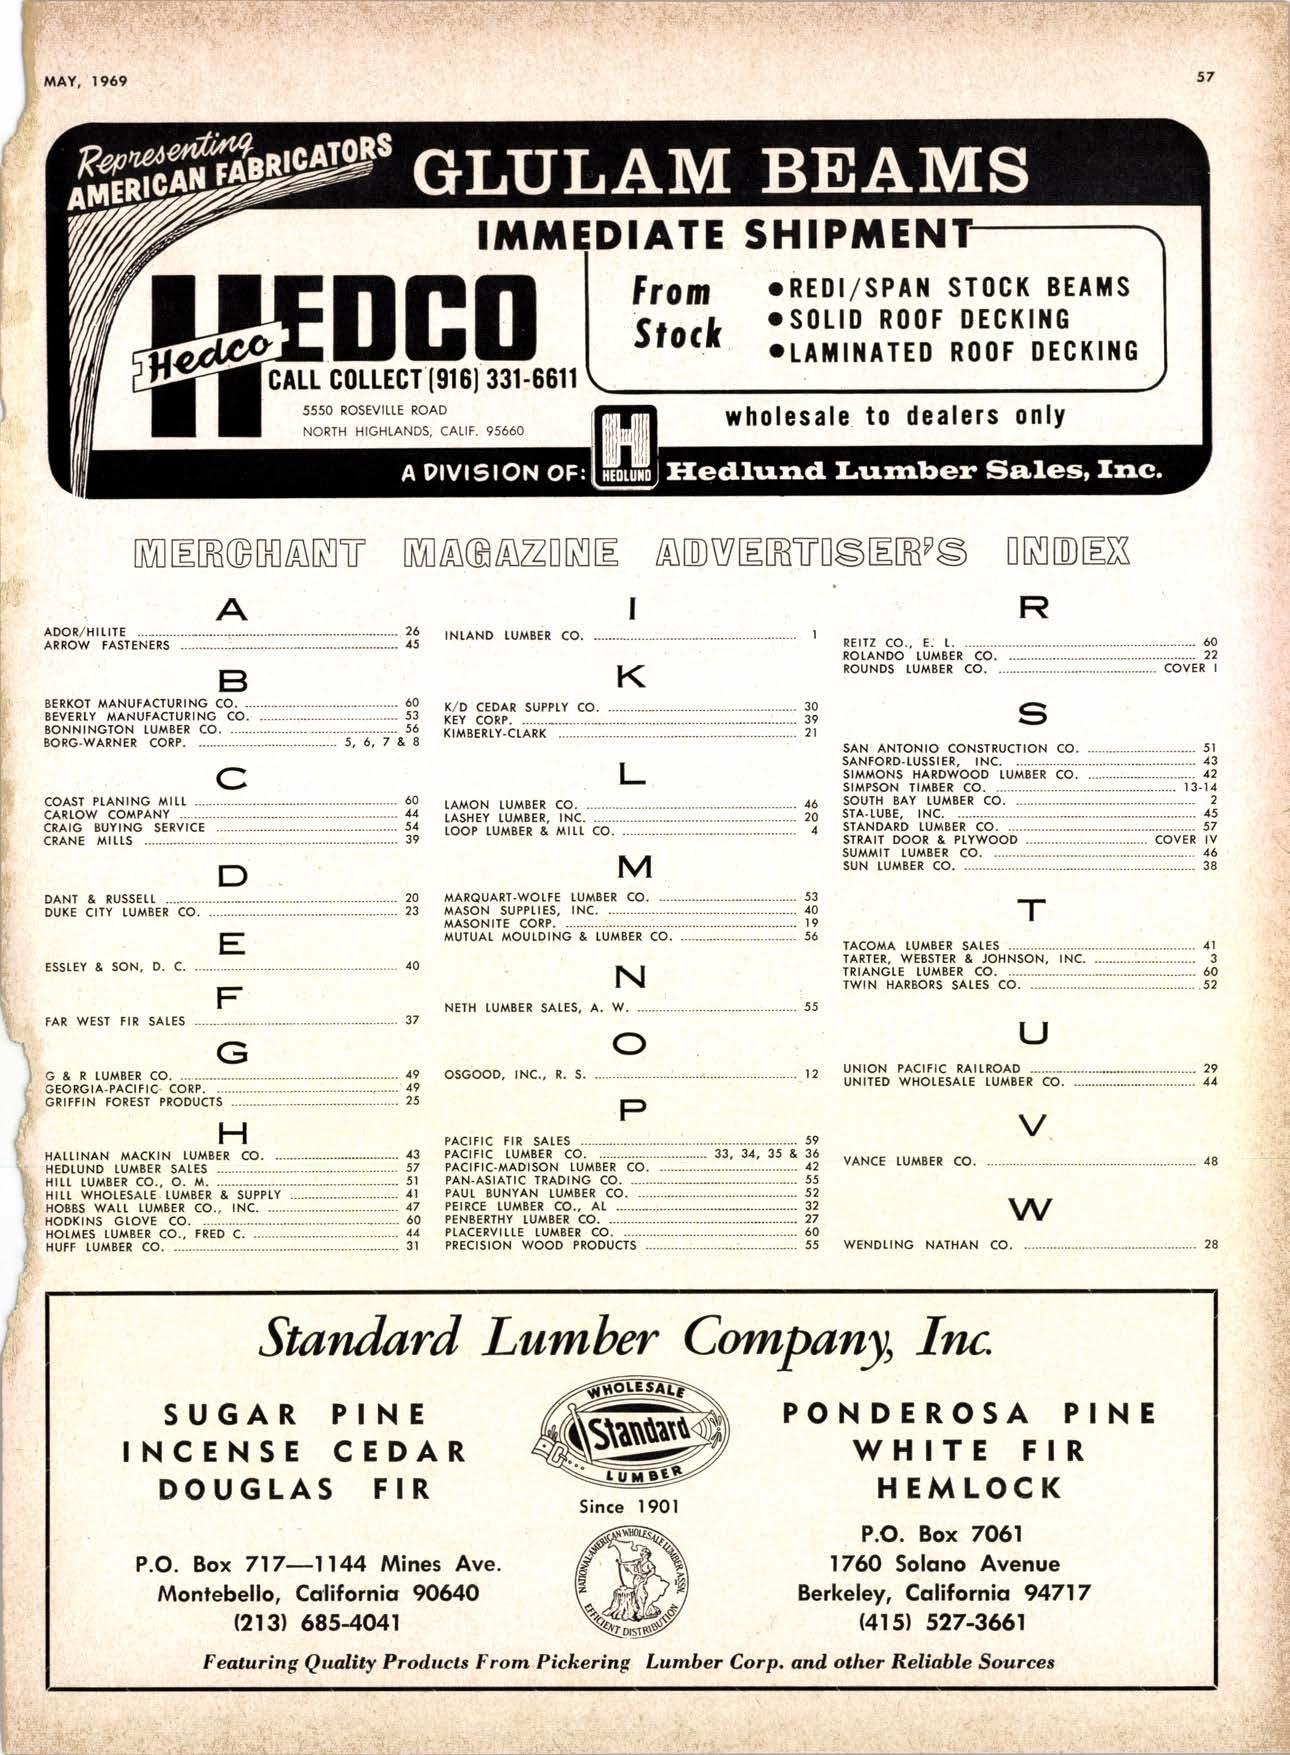 MAY, 1969
57
Representing
AMERICAN FABRICATORS
GLULAM BEAMS
IMMEDIATE SHIPMENT
From
Stock
●REDI/SPAN STOCK BEAMS
●SOLID ROOF DECKING
●LAMINATED ROOF DECKING
HEDCO
Hedco
CALL COLLECT (916) 331-6611
5550 ROSEVILLE ROAD
NORTH HIGHLANDS, CALIF. 95660
wholesale to dealers only
H
HEDLUND
A DIVISION OF:
Hedlund Lumber Sales, Inc.
MERCHANT MAGAZINE ADVERTISER'S INDEX
A
ADOR/HILITE 26
ARROW FASTENERS 45
B
BERKOT MANUFACTURING CO. 60
BEVERLY MANUFACTURING CO. 53
BONNINGTON LUMBER CO. 56
BORG-WARNER CORP. 5, 6, 7 & 8
C
COAST PLANING MILL 60
CARLOW COMPANY 44
CRAIG BUYING SERVICE 54
CRANE MILLS 39
D
DANT & RUSSELL 20
DUKE CITY LUMBER CO. 23
E
ESSLEY & SON, D. C. 40
F
FAR WEST FIR SALES 37
G
G & R LUMBER CO. 49
GEORGIA-PACIFIC CORP. 49
GRIFFIN FOREST PRODUCTS 25
H
HALLINAN MACKIN LUMBER CO. 43
HEDLUND LUMBER SALES 57
HILL LUMBER CO., O. M. 51
HILL WHOLESALE LUMBER & SUPPLY 41
HOBBS WALL LUMBER CO., INC. 47
HODKINS GLOVE CO. 60
HOLMES LUMBER CO., FRED C. 44
HUFF LUMBER CO. 31
I
INLAND LUMBER CO. 1
K
K/D CEDAR SUPPLY CO. 30
KEY CORP. 39
KIMBERLY-CLARK 21
L
LAMON LUMBER CO. 46
LASHEY LUMBER, INC. 20
LOOP LUMBER & MILL CO. 4
M
MARQUART-WOLFE LUMBER CO. 53
MASON SUPPLIES, INC. 40
MASONITE CORP. 19
MUTUAL MOULDING & LUMBER CO. 56
N
NETH LUMBER SALES, A. W. 55
O
OSGOOD, INC., R. S. 12
P
PACIFIC FIR SALES 59
PACIFIC LUMBER CO. 33, 34, 35 & 36
PACIFIC-MADISON LUMBER CO. 42
PAN-ASIATIC TRADING CO. 55
PAUL BUNYAN LUMBER CO. 52
PEIRCE LUMBER CO., AL 32
PENBERTHY LUMBER CO. 27
PLACERVILLE LUMBER CO. 60
PRECISION WOOD PRODUCTS 55
R
REITZ CO., E. L. 60
ROLANDO LUMBER CO. 22
ROUNDS LUMBER CO. COVER I
S
SAN ANTONIO CONSTRUCTION CO. 51
SANFORD-LUSSIER, INC. 43
SIMMONS HARDWOOD LUMBER CO. 42
SIMPSON TIMBER CO. 13-14
SOUTH BAY LUMBER CO. 2
STA-LUBE, INC. 45
STANDARD LUMBER CO. 57
STRAIT DOOR & PLYWOOD COVER IV
SUMMIT LUMBER CO. 46
SUN LUMBER CO. 38
T
TACOMA LUMBER SALES 41
TARTER, WEBSTER & JOHNSON, INC. 3
TRIANGLE LUMBER CO. 60
TWIN HARBORS SALES CO. 52
U
UNION PACIFIC RAILROAD 29
UNITED WHOLESALE LUMBER CO. 44
V
VANCE LUMBER CO. 48
W
WENDLING NATHAN CO. 28
Standard Lumber Company, Inc.
SUGAR PINE
INCENSE CEDAR
DOUGLAS FIR
P.O. Box 717—1144 Mines Ave.
Montebello, California 90640
(213) 685-4041
WHOLESALE
Standard
LUMBER
Since 1901
NATIONAL-AMERICAN WHOLESALE LUMBER ASSN.
EFFICIENT DISTRIBUTION
PONDEROSA PINE
WHITE FIR
HEMLOCK
P.O. Box 7061
1760 Solano Avenue
Berkeley, California 94717
(415) 527-3661
Featuring Quality Products From Pickering Lumber Corp. and other Reliable Sources